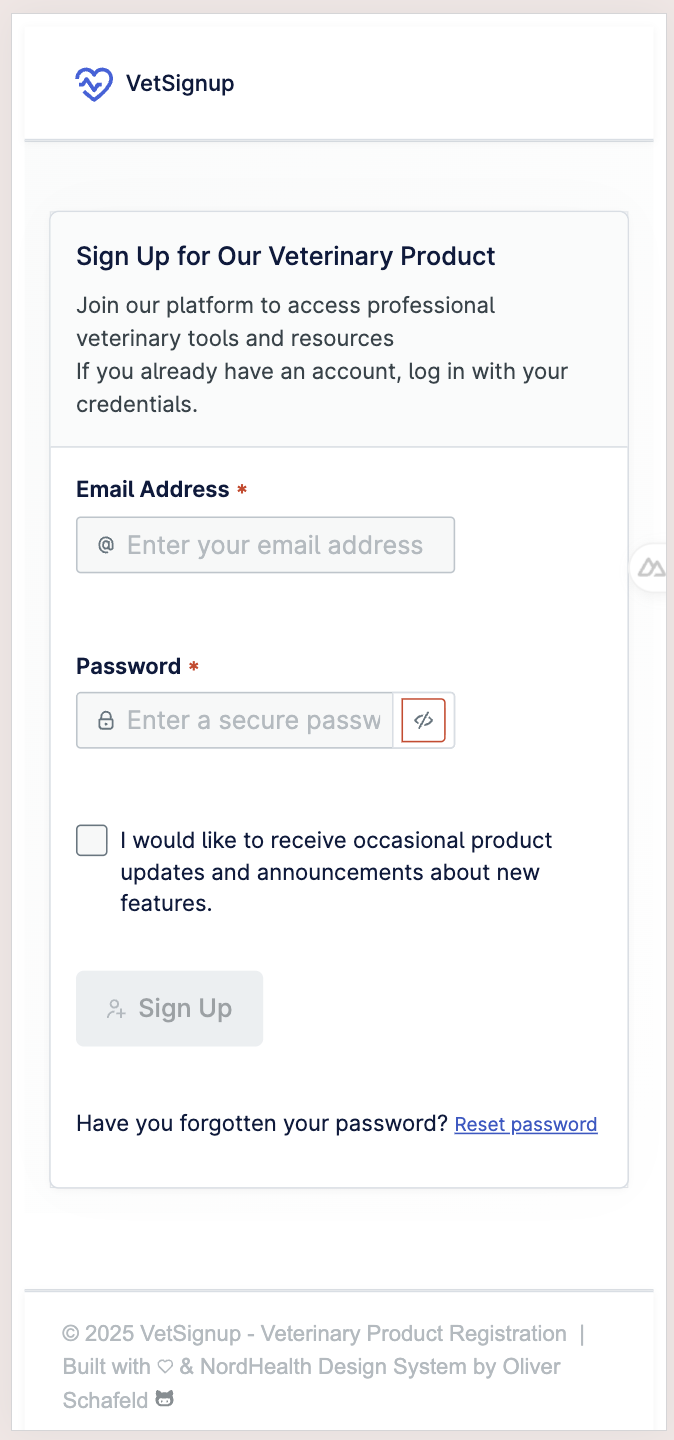 VetSignup
Sign Up for Our Veterinary Product
Join our platform to access professional
veterinary tools and resources
If you already have an account, log in with your
credentials.
Email Address *
@ Enter your email address
Password *
Enter a secure passw
I would like to receive occasional product
updates and announcements about new
features.
Sign Up
Have you forgotten your password? Reset password
© 2025 VetSignup - Veterinary Product Registration |
Built with ♡ & NordHealth Design System by Oliver
Schafeld